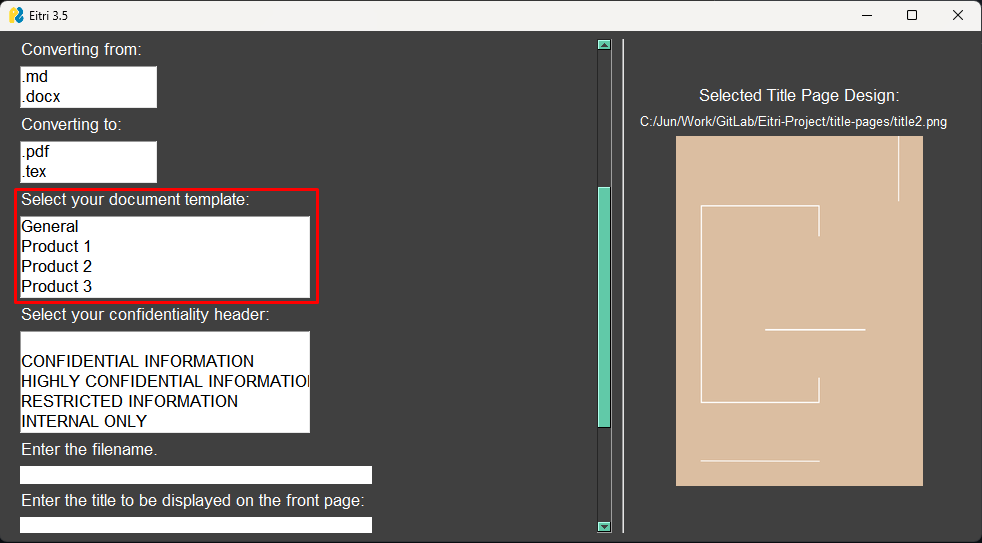 Eitri 3.5
Converting from:
.md
.docx
Converting to:
.pdf
.tex
Select your document template:
General
Product 1
Product 2
Product 3
Select your confidentiality header:
CONFIDENTIAL INFORMATION
HIGHLY CONFIDENTIAL INFORMATIO
RESTRICTED INFORMATION
INTERNAL ONLY
Enter the filename.
Enter the title to be displayed on the front page:
Selected Title Page Design:
C:/Jun/Work/GitLab/Eitri-Project/title-pages/title2.png